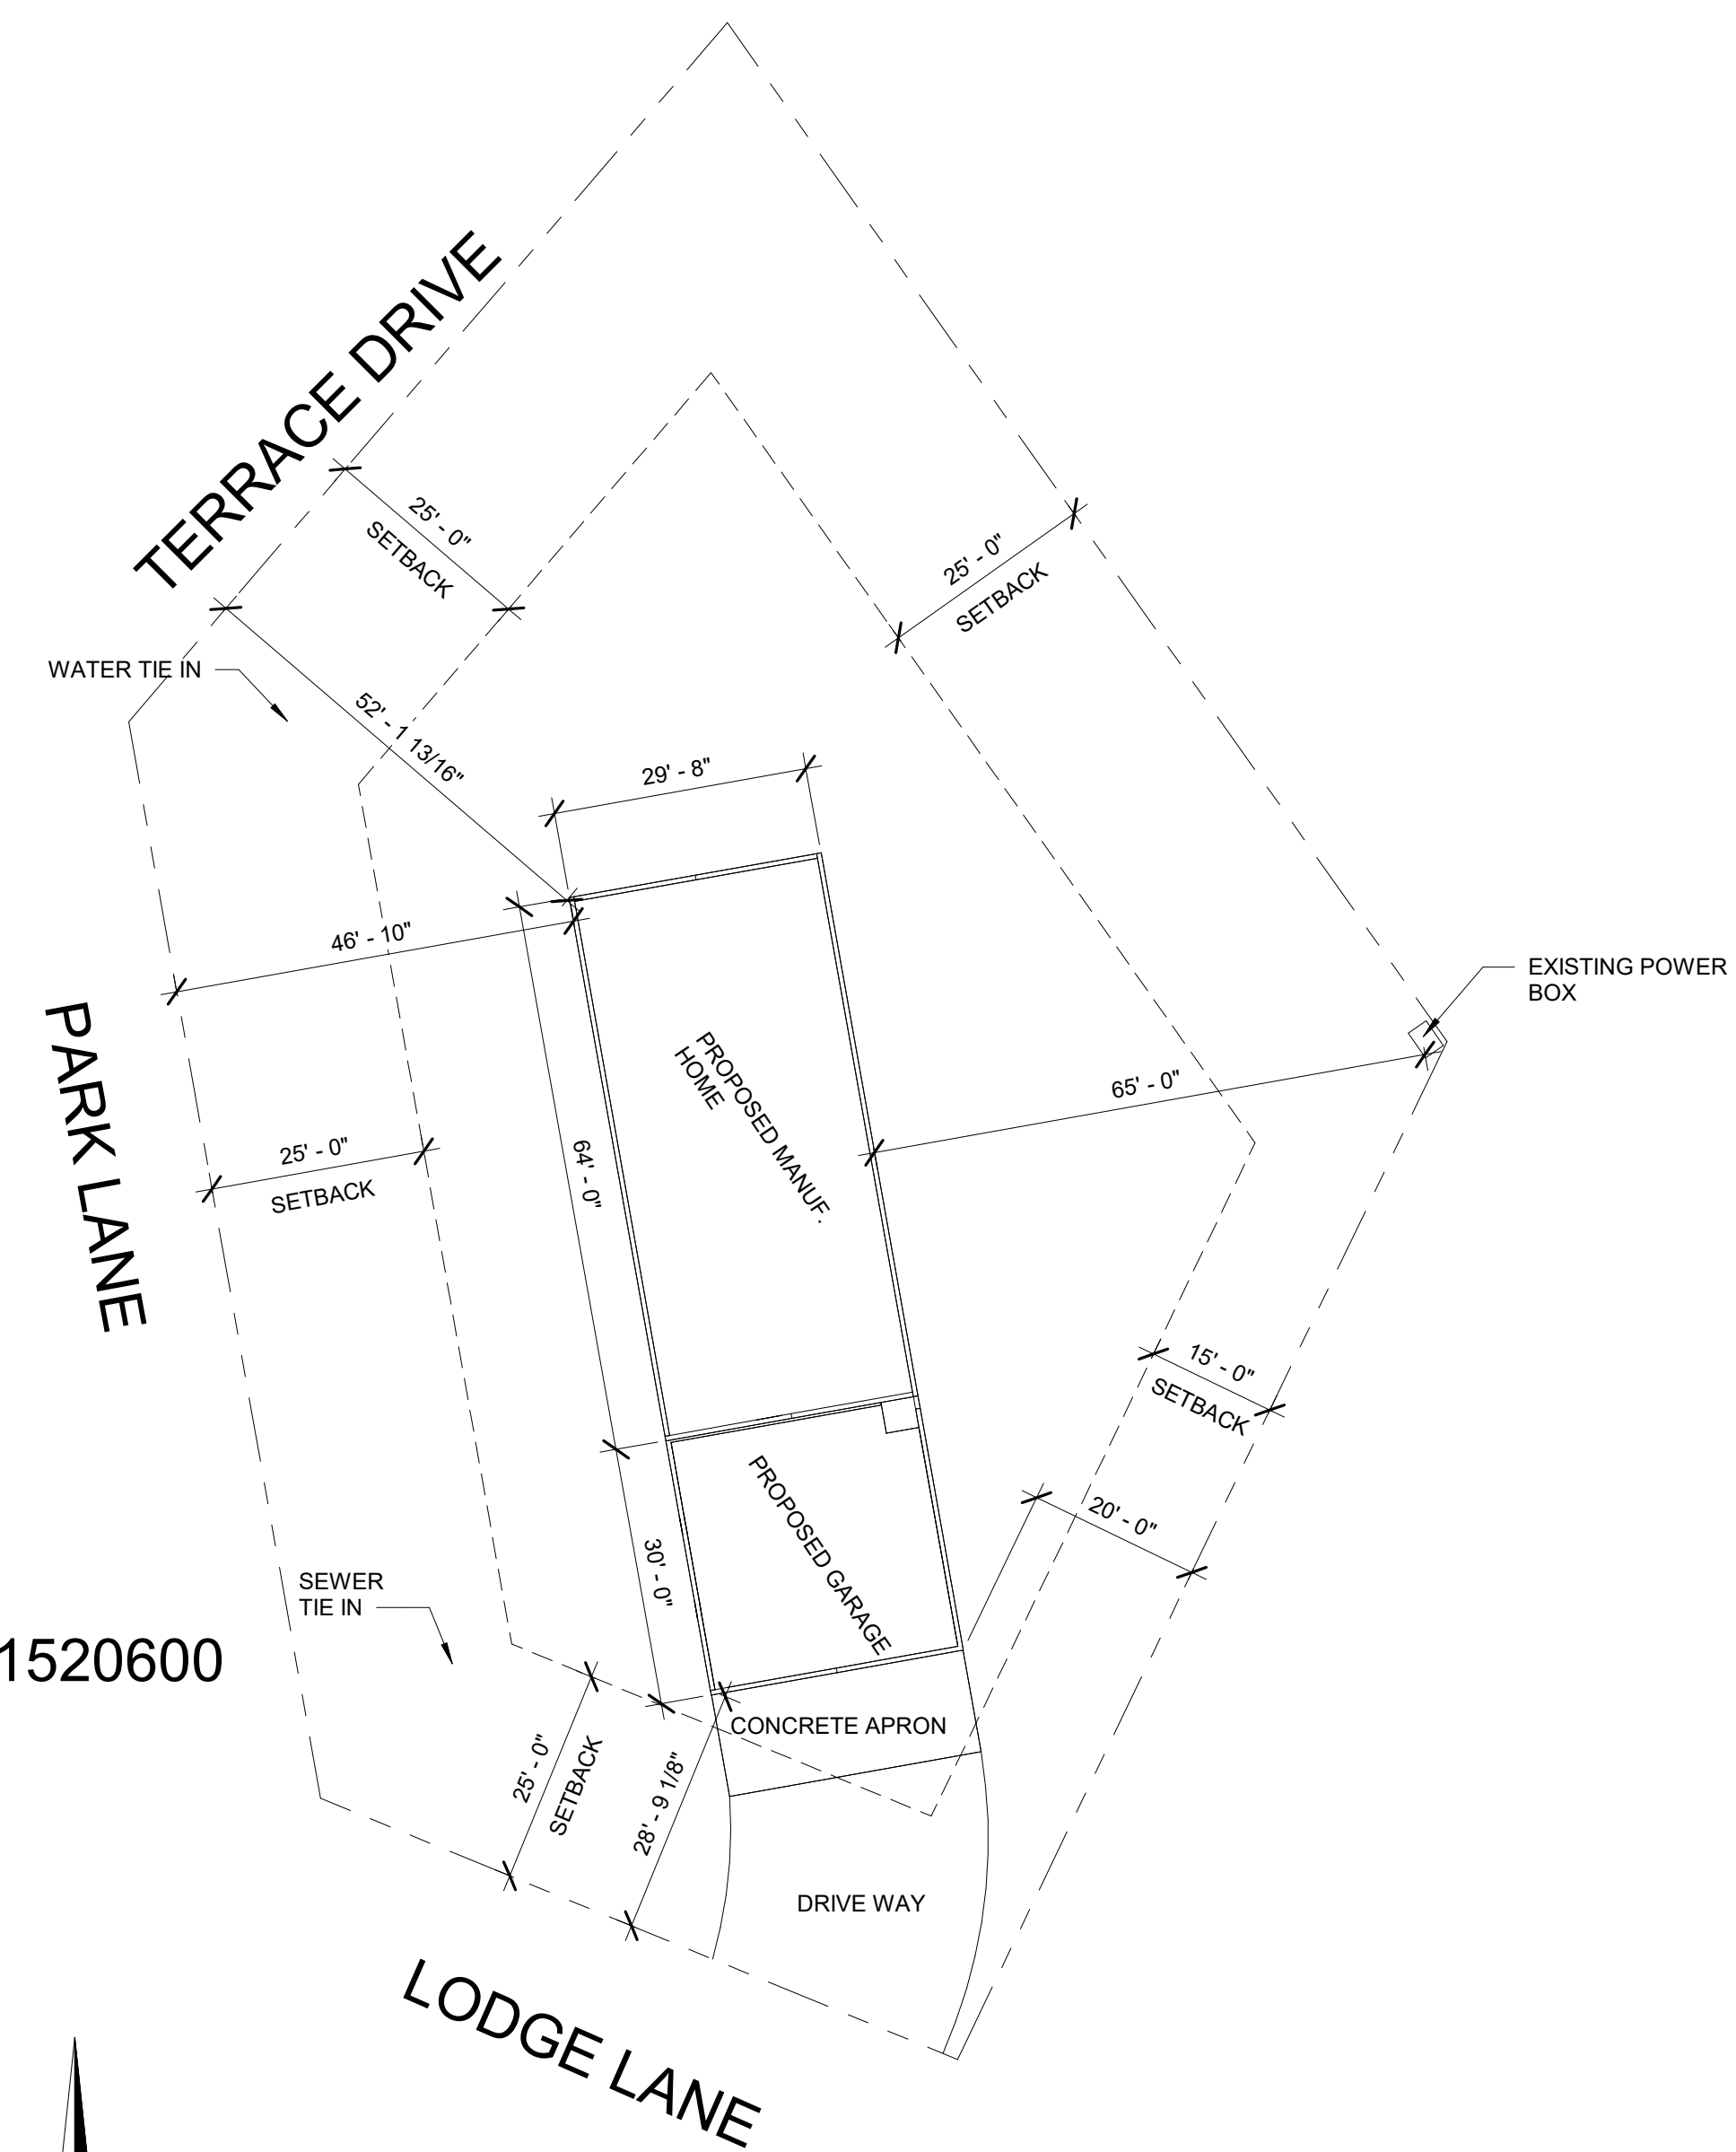 TERRACE DRIVE
25' - 0"
SETBACK
25' - 0"
SETBACK
WATER TIE IN
52' - 1 13/16"
29' - 8"
46' - 10"
EXISTING POWER
BOX
PARK LANE
PROPOSED MANUF.
HOME
65' - 0"
25' - 0"
SETBACK
64' - 0"
15' - 0"
SETBACK
PROPOSED GARAGE
20' - 0"
30' - 0"
SEWER
TIE IN
1520600
CONCRETE APRON
25' - 0"
SETBACK
28' - 9 1/8"
DRIVE WAY
LODGE LANE